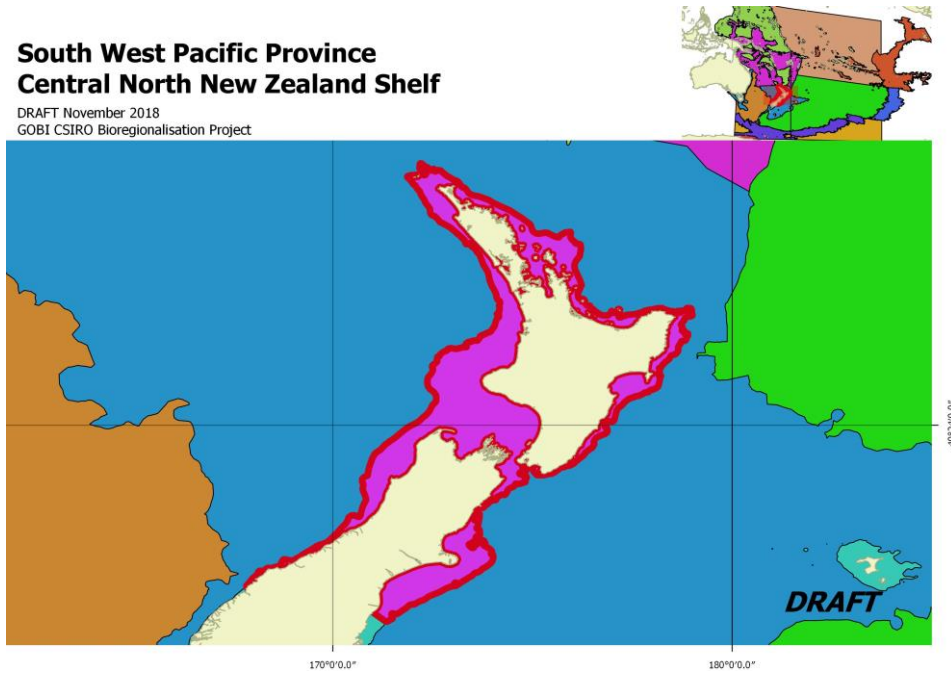 South West Pacific Province
Central North New Zealand Shelf
DRAFT November 2018
GOBI CSIRO Bioregionalisation Project
DRAFT
170°0'0.0"
180°0'0.0"